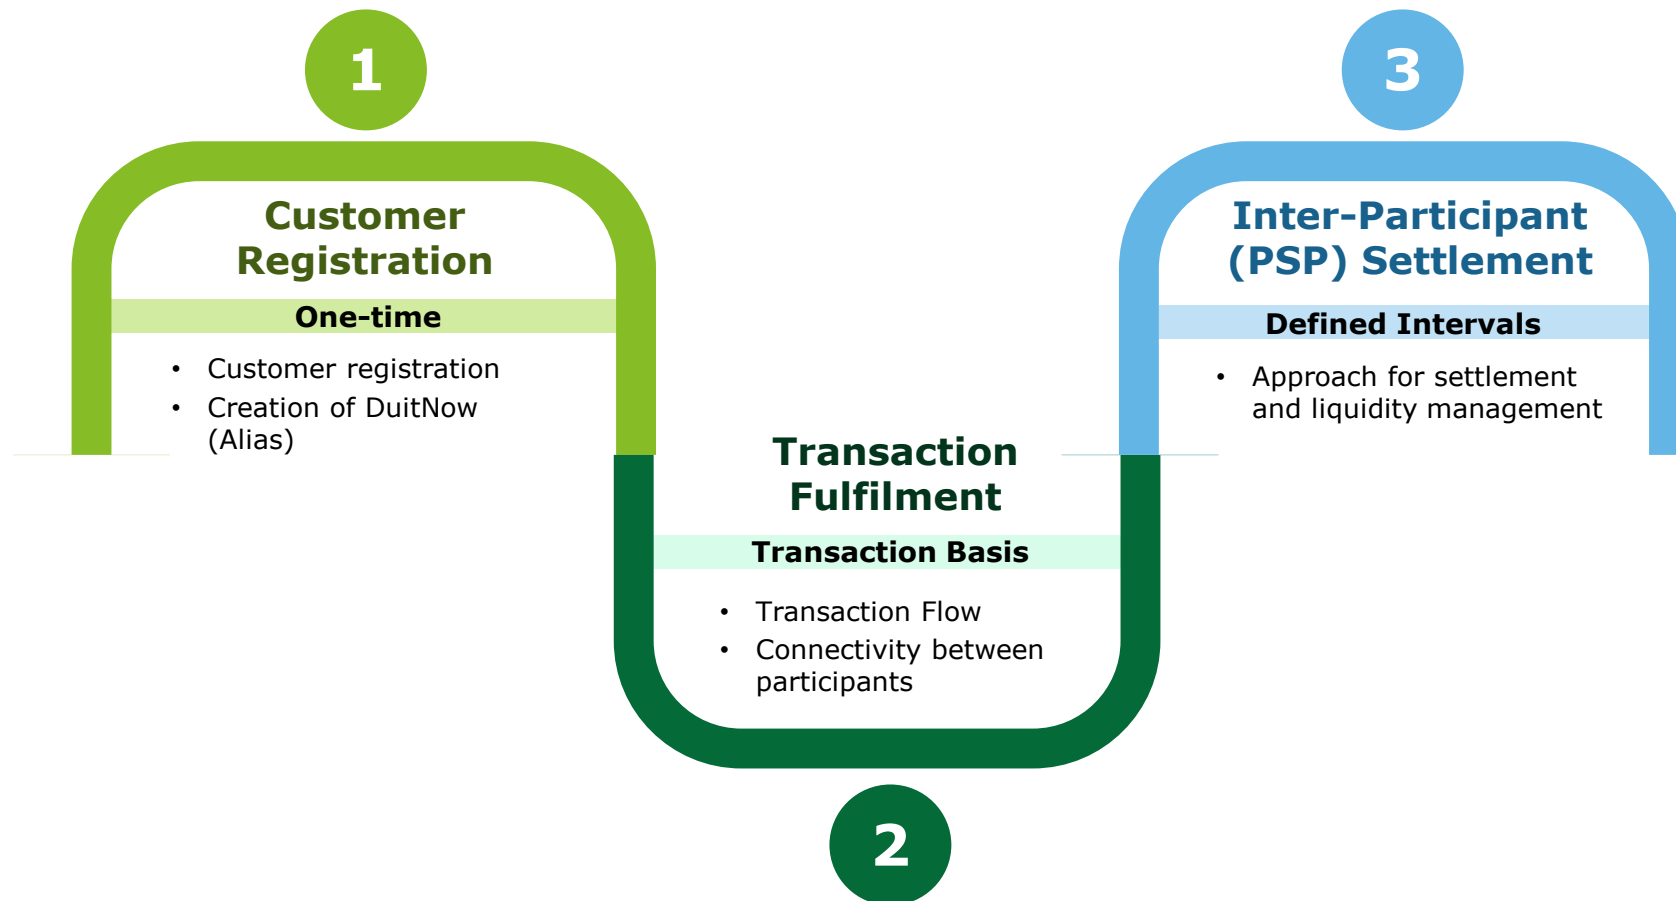 1
Customer
Registration
One-time
• Customer registration
• Creation of DuitNow
(Alias)
2
Transaction
Fulfilment
Transaction Basis
• Transaction Flow
• Connectivity between
participants
3
Inter-Participant
(PSP) Settlement
Defined Intervals
• Approach for settlement
and liquidity management